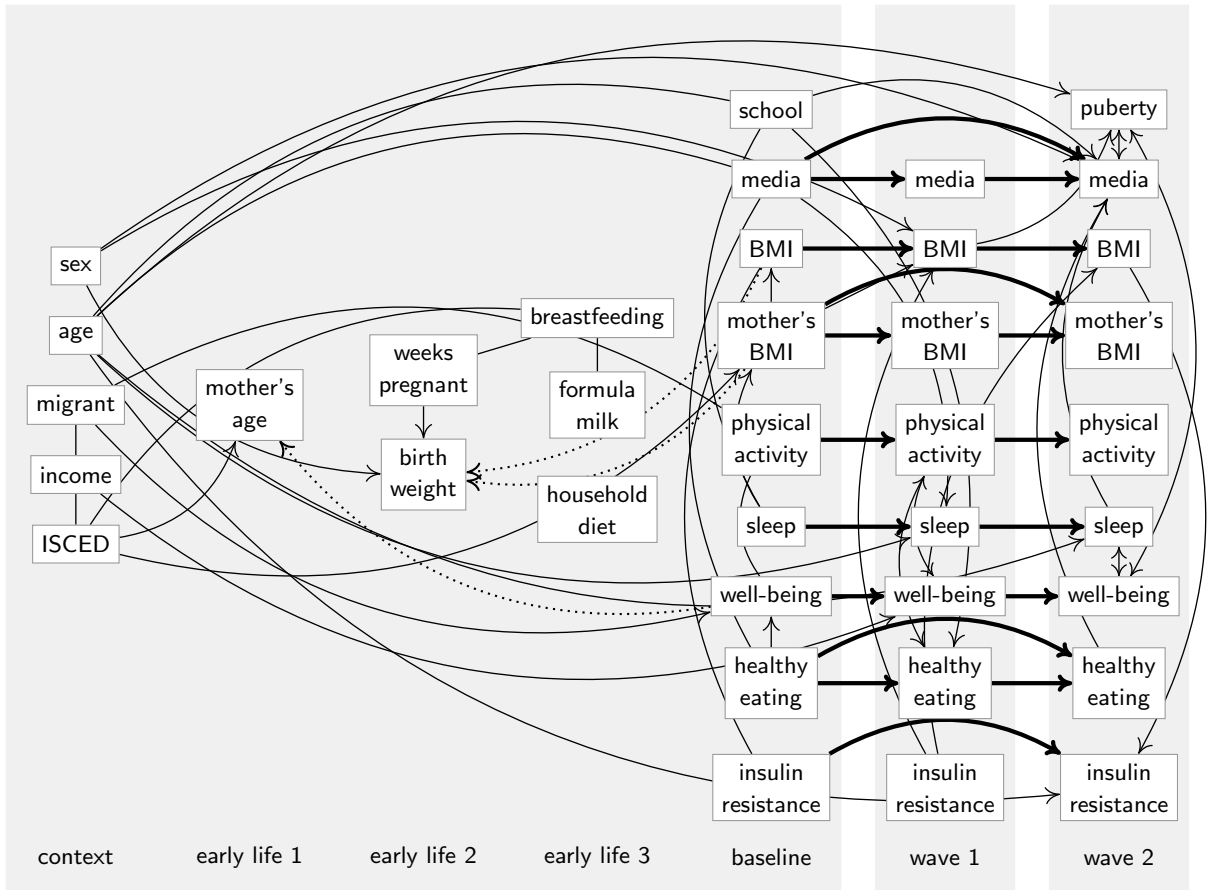 school
puberty
media
media
media
sex
BMI
BMI
BMI
age
breastfeeding
mother's
BMI
mother's
BMI
mother's
BMI
weeks
pregnant
migrant
mother's
age
formula
milk
physical
activity
physical
activity
physical
activity
income
birth
weight
household
diet
ISCED
sleep
sleep
sleep
well-being
well-being
well-being
healthy
eating
healthy
eating
healthy
eating
insulin
resistance
insulin
resistance
insulin
resistance
context
early life 1
early life 2
early life 3
baseline
wave 1
wave 2